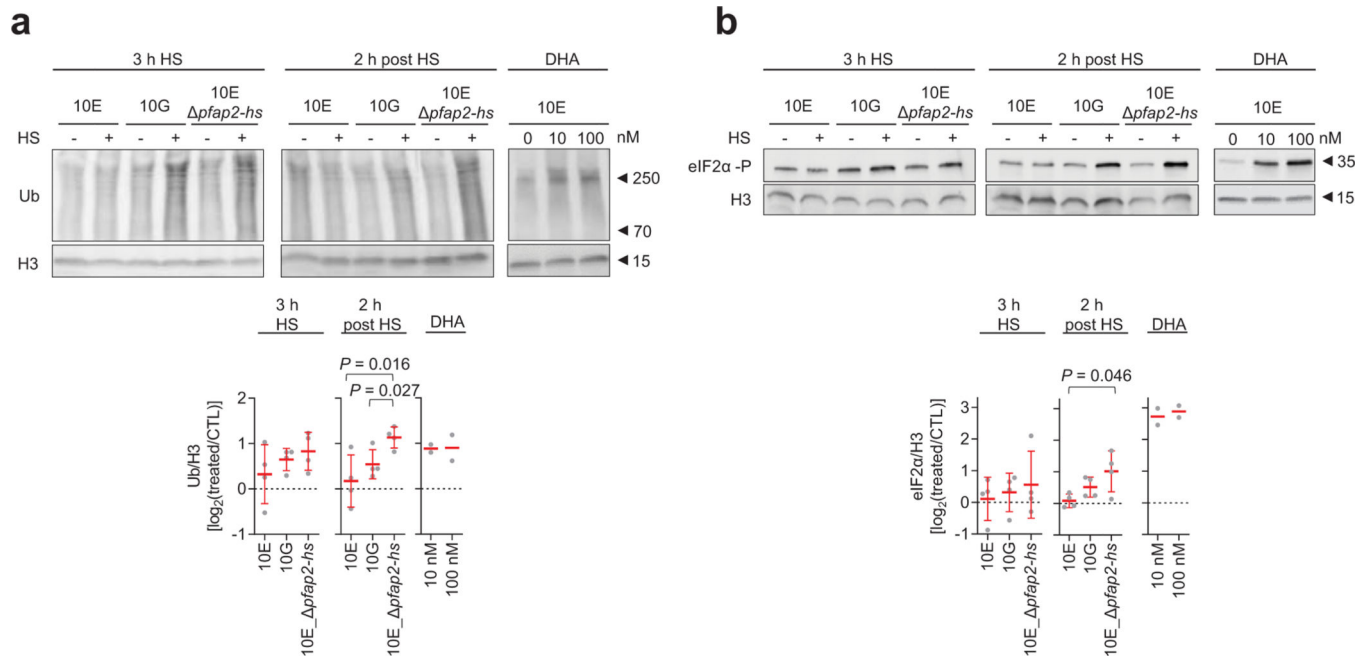 a
3 h HS
2 h post HS
DHA
10E
10G
10E
Δpfap2-hs
10E
10G
10E
Δpfap2-hs
10E
HS
- + - + - +
- + - + - +
0 10 100 nM
Ub
250
70
H3
15
3 h
HS
2 h
post HS
DHA
P = 0.016
P = 0.027
Ub/H3
[log2(treated/CTL)]
2
1
0
-1
10E
10G
10E_Δpfap2-hs
10E
10G
10E_Δpfap2-hs
10 nM
100 nM
b
3 h HS
2 h post HS
DHA
10E
10G
10E
Δpfap2-hs
10E
10G
10E
Δpfap2-hs
10E
HS
- + - + - +
- + - + - +
0 10 100 nM
eIF2α -P
35
H3
15
3 h
HS
2 h
post HS
DHA
P = 0.046
eIF2α/H3
[log₂(treated/CTL)]
3
2
1
0
-1
10E
10G
10E_Δpfap2-hs
10E
10G
10E_Δpfap2-hs
10 nM
100 nM